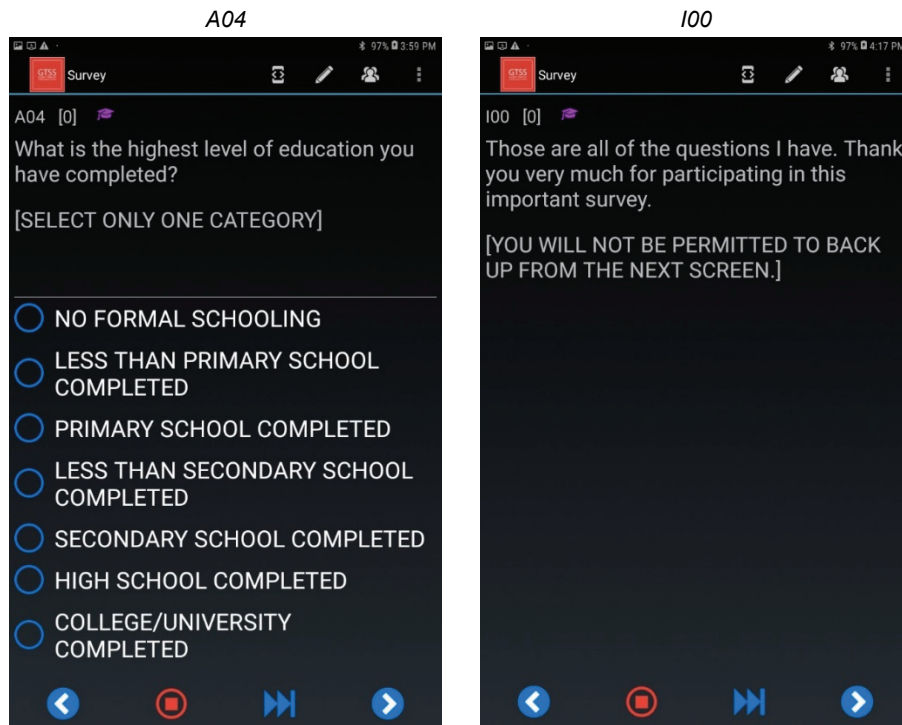 A04
97% 3:59 PM
GTSS
Survey
A04 [0]
What is the highest level of education you
have completed?
[SELECT ONLY ONE CATEGORY]
NO FORMAL SCHOOLING
LESS THAN PRIMARY SCHOOL
COMPLETED
PRIMARY SCHOOL COMPLETED
LESS THAN SECONDARY SCHOOL
COMPLETED
SECONDARY SCHOOL COMPLETED
HIGH SCHOOL COMPLETED
COLLEGE/UNIVERSITY
COMPLETED
I00
97% 4:17 PM
GTSS
Survey
I00 [0]
Those are all of the questions I have. Thank
you very much for participating in this
important survey.
[YOU WILL NOT BE PERMITTED TO BACK
UP FROM THE NEXT SCREEN.]